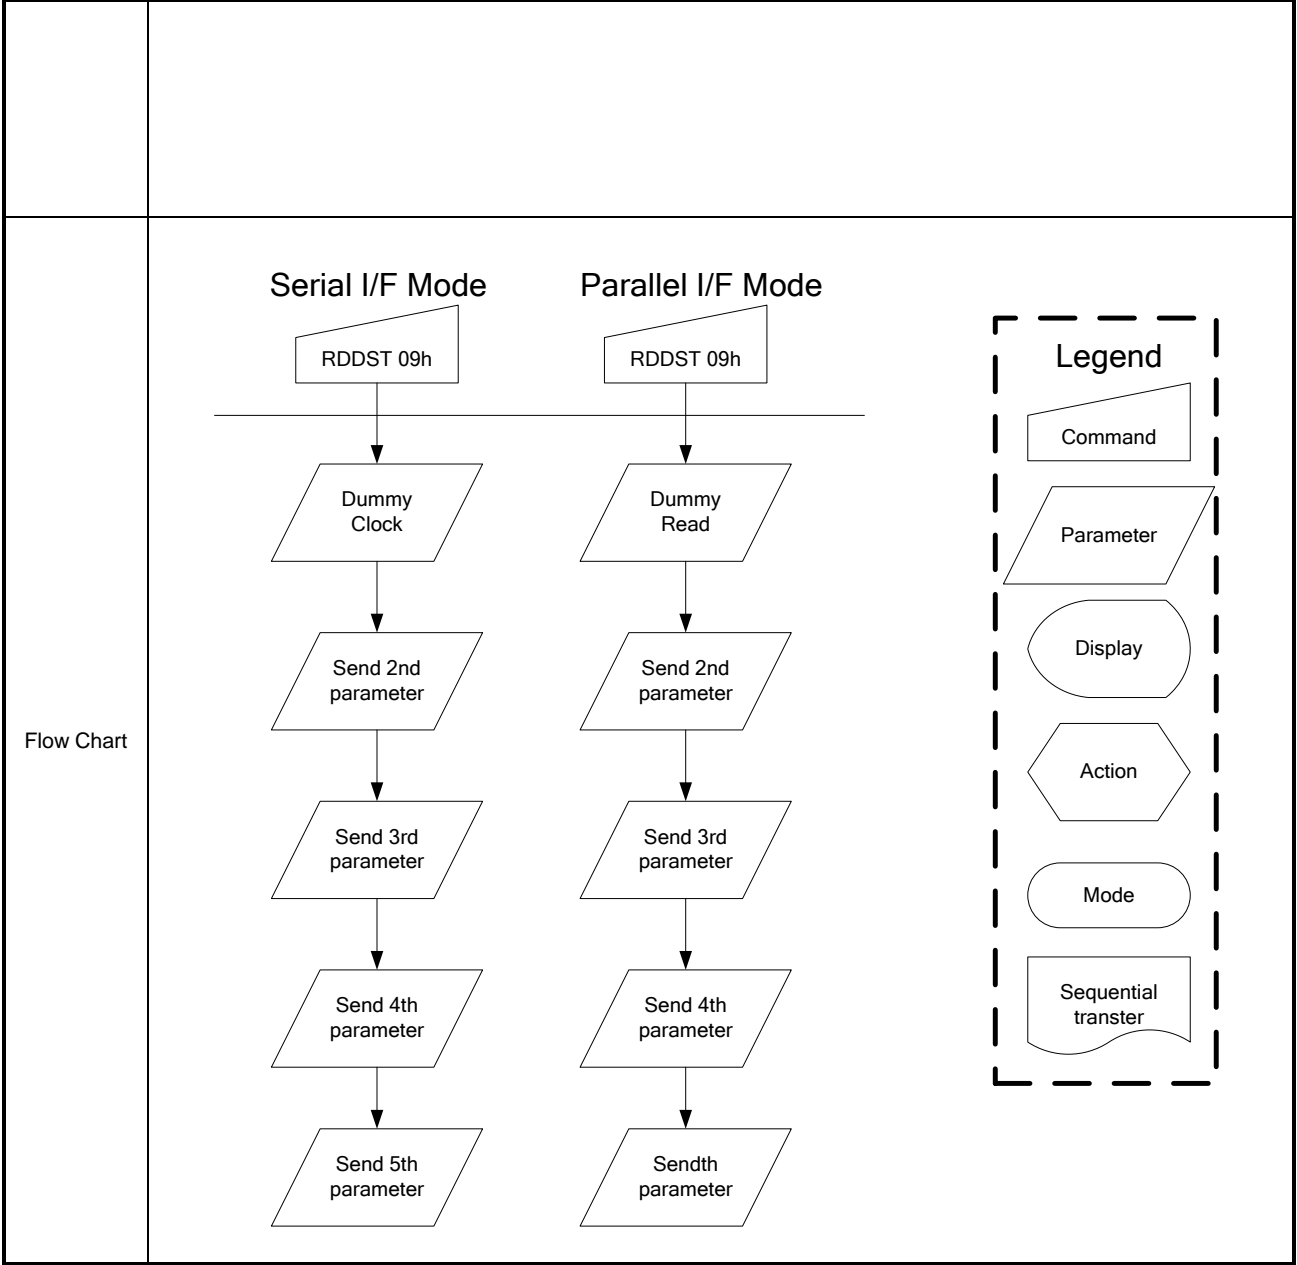 Flow Chart
Serial I/F Mode
RDDST 09h
Dummy
Clock
Send 2nd
parameter
Send 3rd
parameter
Send 4th
parameter
Send 5th
parameter
Parallel I/F Mode
RDDST 09h
Dummy
Read
Send 2nd
parameter
Send 3rd
parameter
Send 4th
parameter
Sendth
parameter
Legend
Command
Parameter
Display
Action
Mode
Sequential
transter